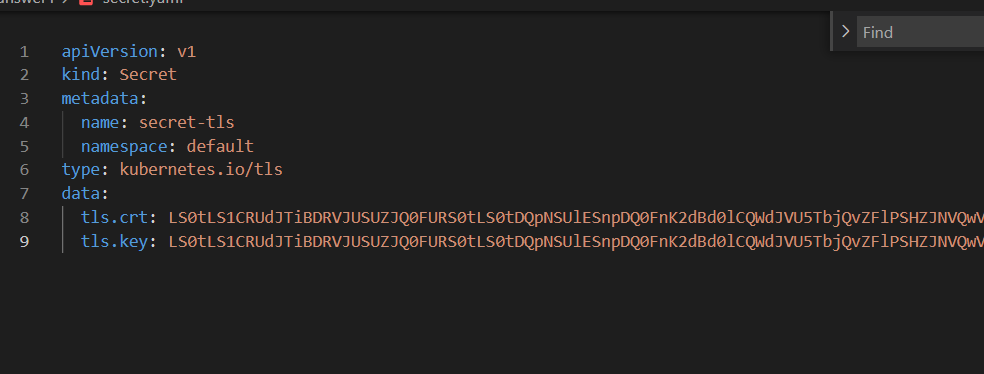 secret.yaml
Find
1 apiVersion: v1
2 kind: Secret
3 metadata:
4 name: secret-tls
5 namespace: default
6 type: kubernetes.io/tls
7 data:
8 tls.crt: LS0tLS1CRUdJTiBDRVJUSUZJQ0FURS0tLS0tDQpNSUlESnpDQ0FnK2dBd0lCQWdJVU5TbjQvZFlPSHZJNVQwV
9 tls.key: LS0tLS1CRUdJTiBDRVJUSUZJQ0FURS0tLS0tDQpNSUlESnpDQ0FnK2dBd0lCQWdJVU5TbjQvZFlPSHZJNVQwV